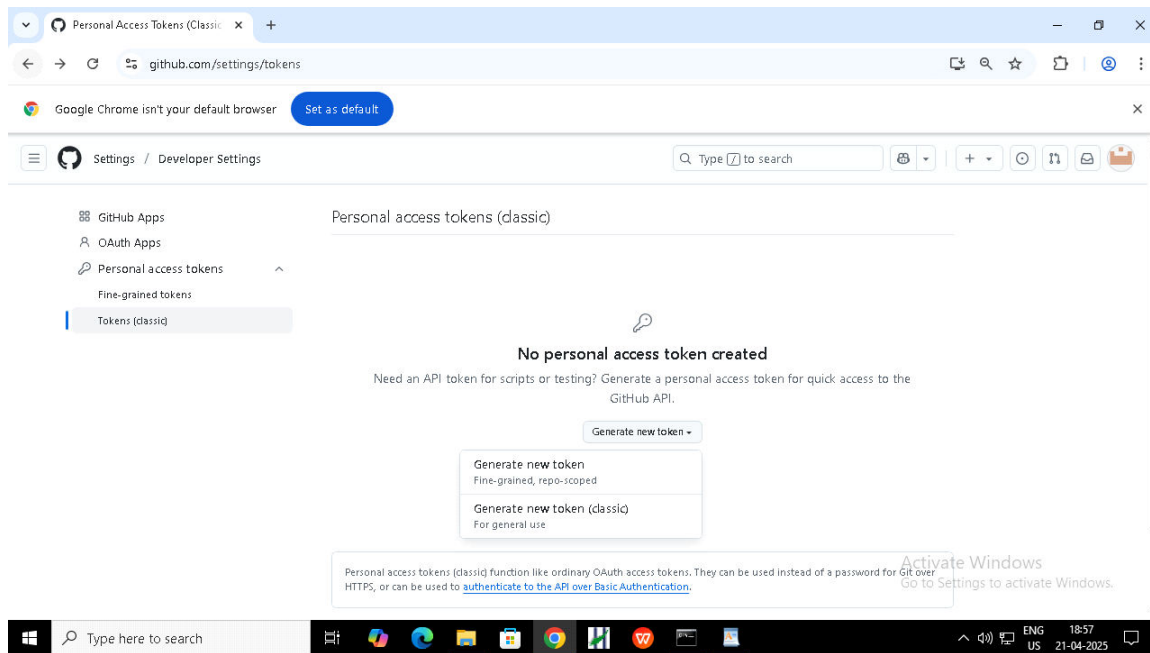 Personal Access Tokens (Classic
github.com/settings/tokens
Google Chrome isn't your default browser Set as default
Settings / Developer Settings
Type / to search
GitHub Apps
OAuth Apps
Personal access tokens
Fine-grained tokens
Tokens (classic)
Personal access tokens (classic)
No personal access token created
Need an API token for scripts or testing? Generate a personal access token for quick access to the
GitHub API.
Generate new token
Generate new token
Fine-grained, repo-scoped
Generate new token (classic)
For general use
Personal access tokens (classic) function like ordinary OAuth access tokens. They can be used instead of a password for Git over
HTTPS, or can be used to authenticate to the API over Basic Authentication.
Activate Windows
Go to Settings to activate Windows.
Type here to search
ENG
US
18:57
21-04-2025